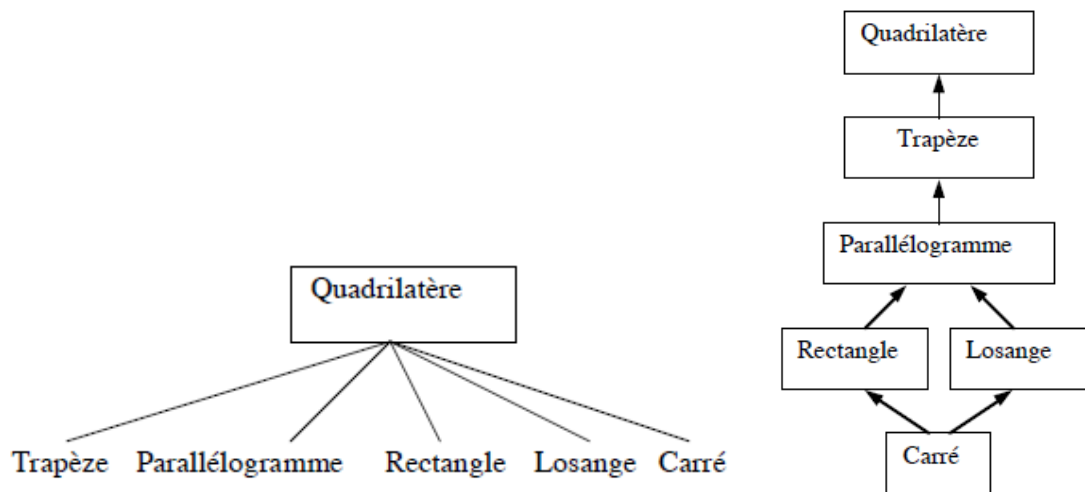 Quadrilatère
Trapèze Parallélogramme Rectangle Losange Carré
Quadrilatère
Trapèze
Parallélogramme
Rectangle Losange
Carré